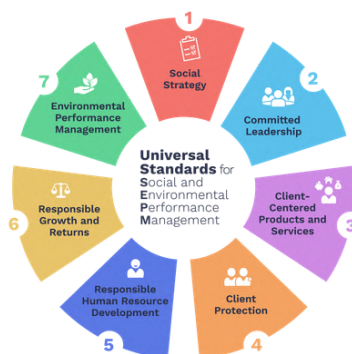 1
Social
Strategy
2
Committed
Leadership
Client-
Centered
Products and
Services
3
Client
Protection
4
Responsible
Human Resource
Development
5
Responsible
Growth and
Returns
6
7
Environmental
Performance
Management
Universal
Standards for
Social and
Environmental
Performance
Management